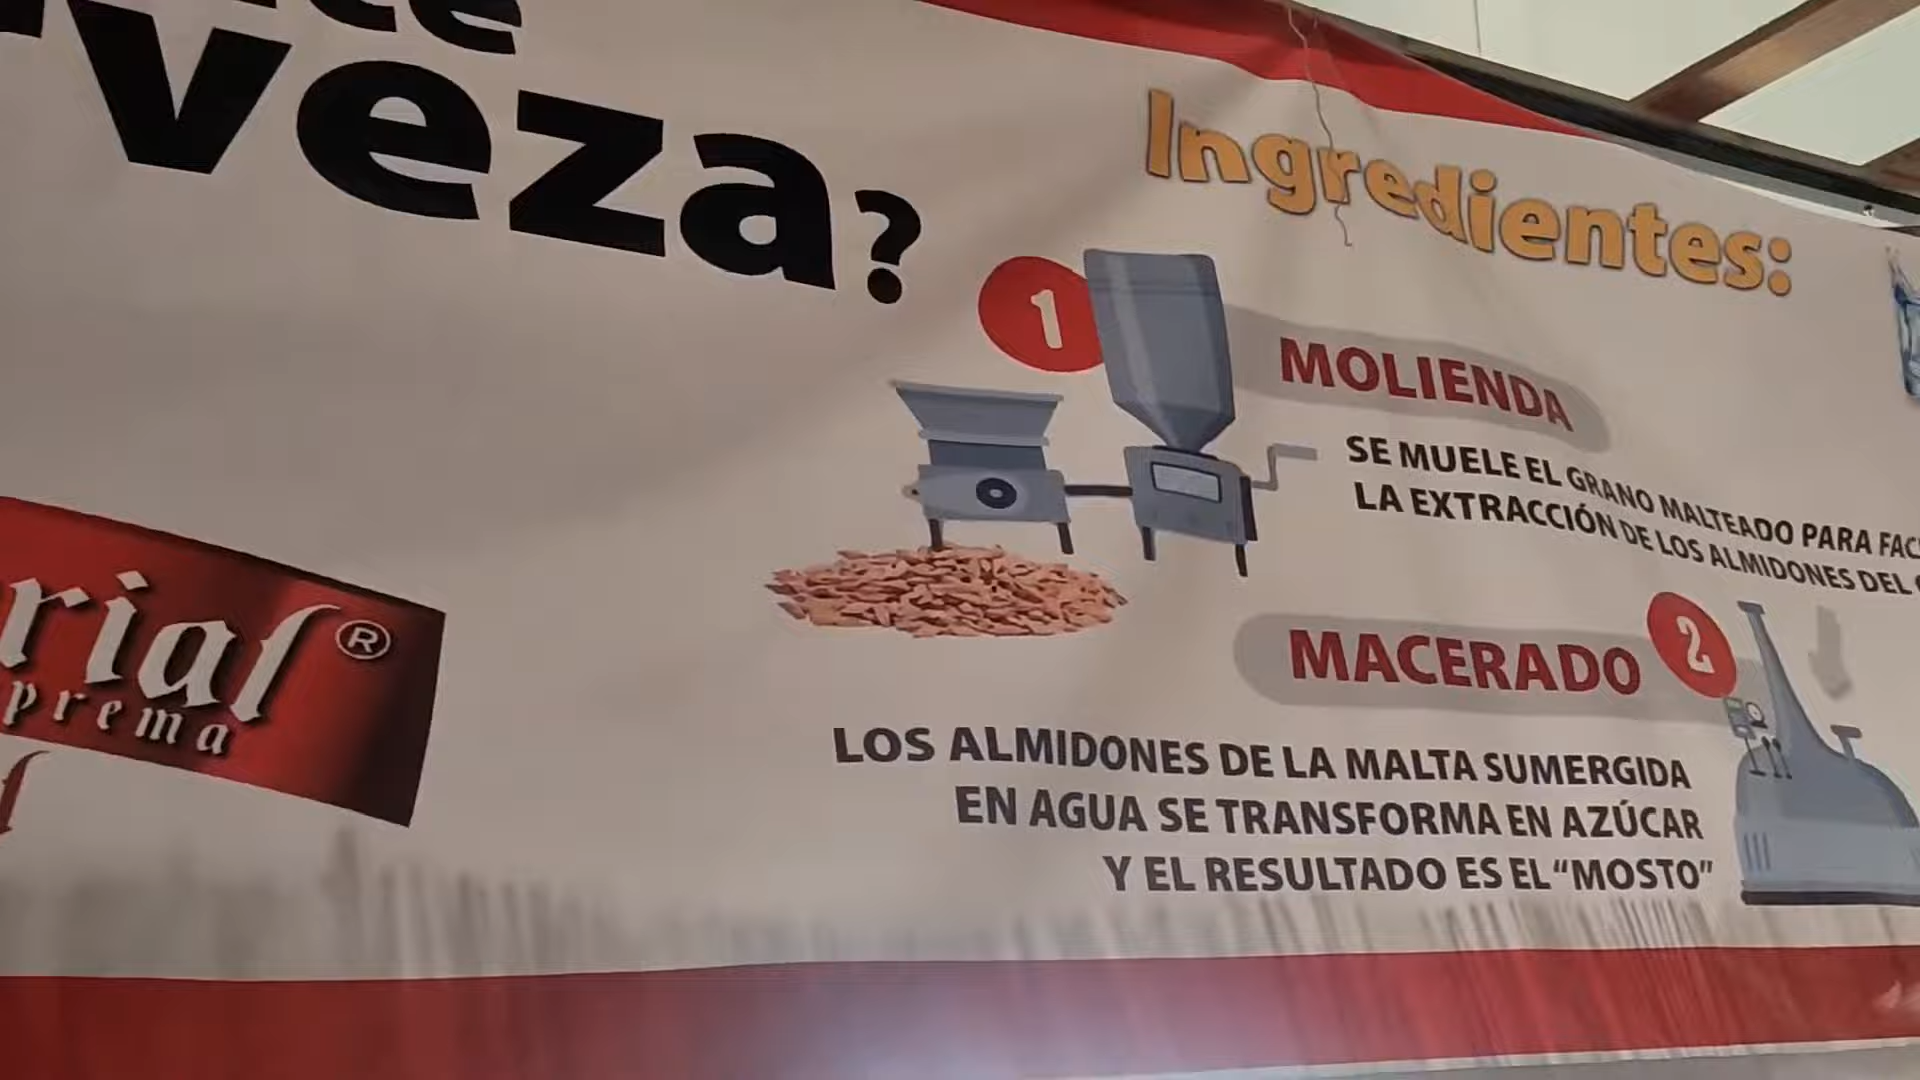 veza?
Ingredientes:
1
MOLIENDA
SE MUELE EL GRANO MALTEADO PARA
LA EXTRACCIÓN DE LOS ALMIDONES DEL
MACERADO
2
LOS ALMIDONES DE LA MALTA SUMERGIDA
EN AGUA SE TRANSFORMA EN AZÚCAR
Y EL RESULTADO ES EL “MOSTO”
rial®
prema